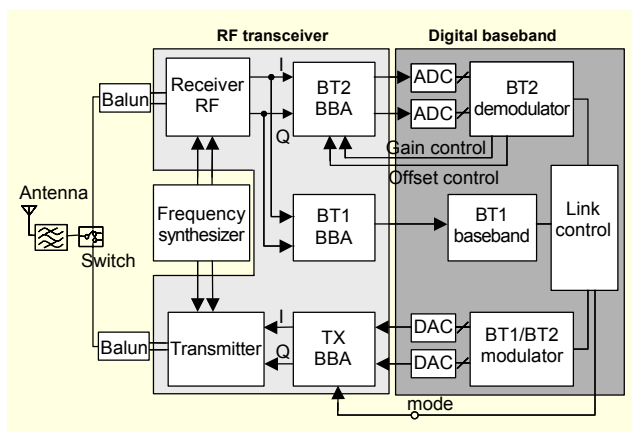 RF transceiver
Digital baseband
Receiver
RF
I
Q
BT2
BBA
ADC
ADC
BT2
demodulator
Balun
Gain control
Offset control
Antenna
Switch
Frequency
synthesizer
BT1
BBA
BT1
baseband
Link
control
Balun
Transmitter
I
Q
TX
BBA
DAC
DAC
BT1/BT2
modulator
mode